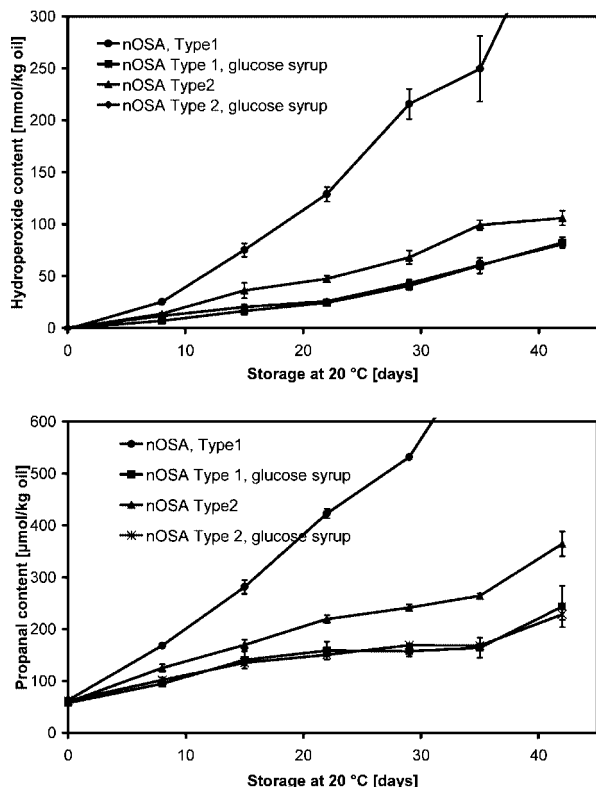 300
250
200
150
100
50
0
Hydroperoxide content [mmol/kg oil]
nOSA, Type1
nOSA Type 1, glucose syrup
nOSA Type2
nOSA Type 2, glucose syrup
0 10 20 30 40
Storage at 20 °C [days]
600
500
400
300
200
100
0
Propanal content [µmol/kg oil]
nOSA, Type1
nOSA Type 1, glucose syrup
nOSA Type2
nOSA Type 2, glucose syrup
0 10 20 30 40
Storage at 20 °C [days]